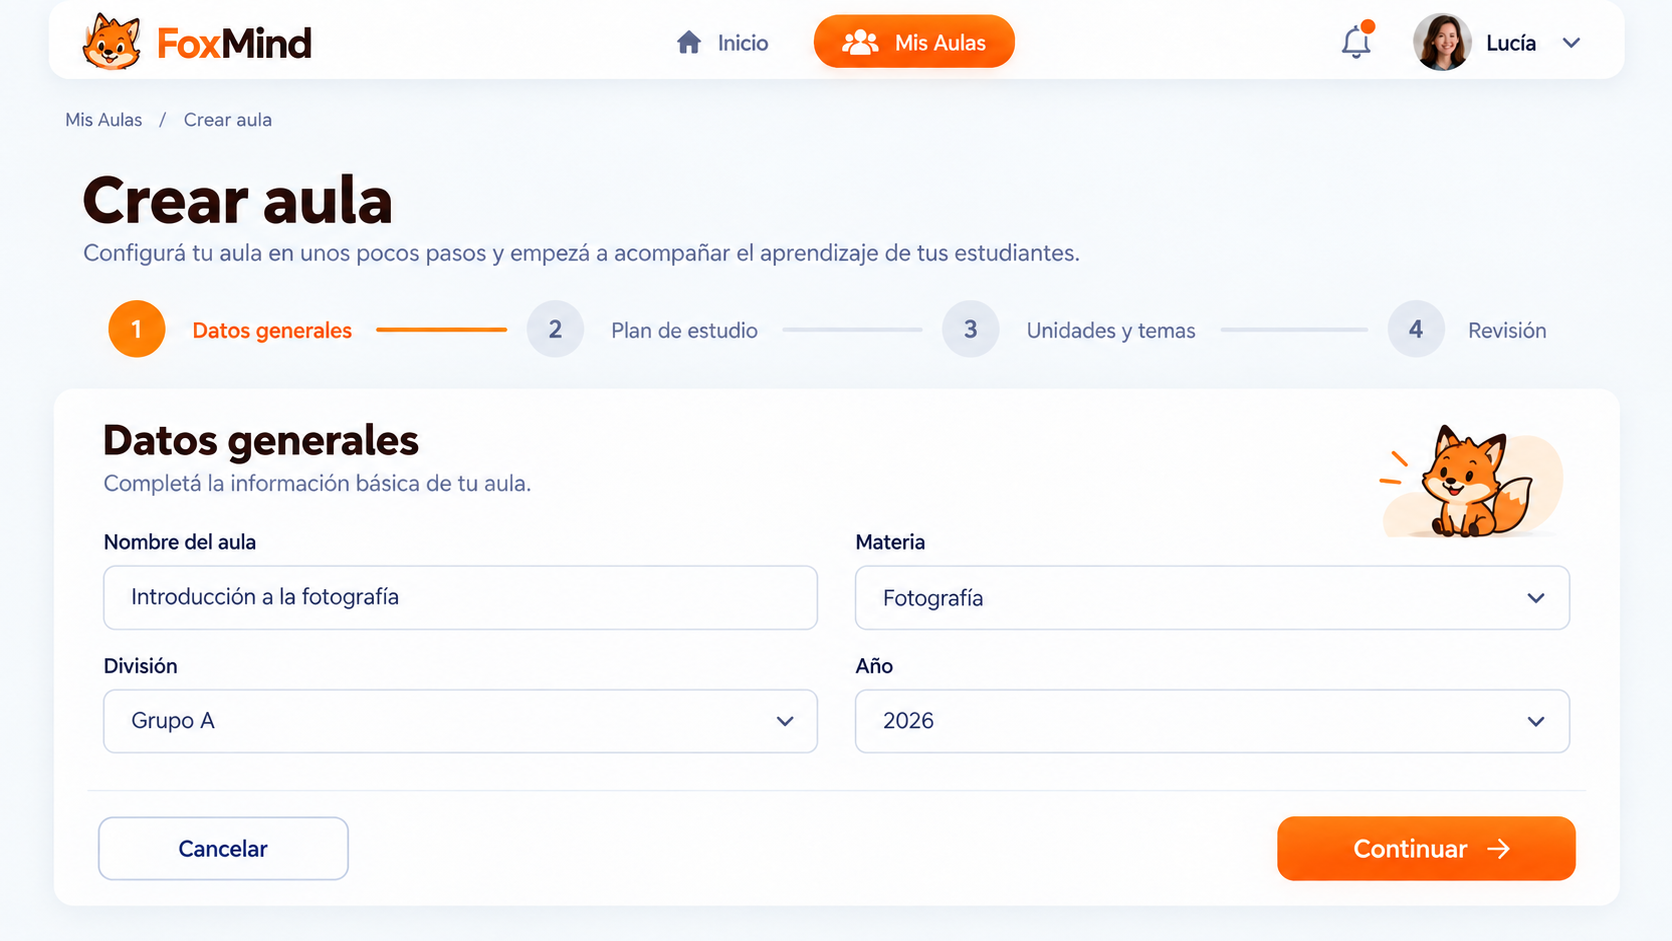 FoxMind
Inicio
Mis Aulas
Lucía
Mis Aulas / Crear aula
Crear aula
Configurá tu aula en unos pocos pasos y empezá a acompañar el aprendizaje de tus estudiantes.
1 Datos generales
2 Plan de estudio
3 Unidades y temas
4 Revisión
Datos generales
Completá la información básica de tu aula.
Nombre del aula
Introducción a la fotografía
Materia
Fotografía
División
Grupo A
Año
2026
Cancelar
Continuar →